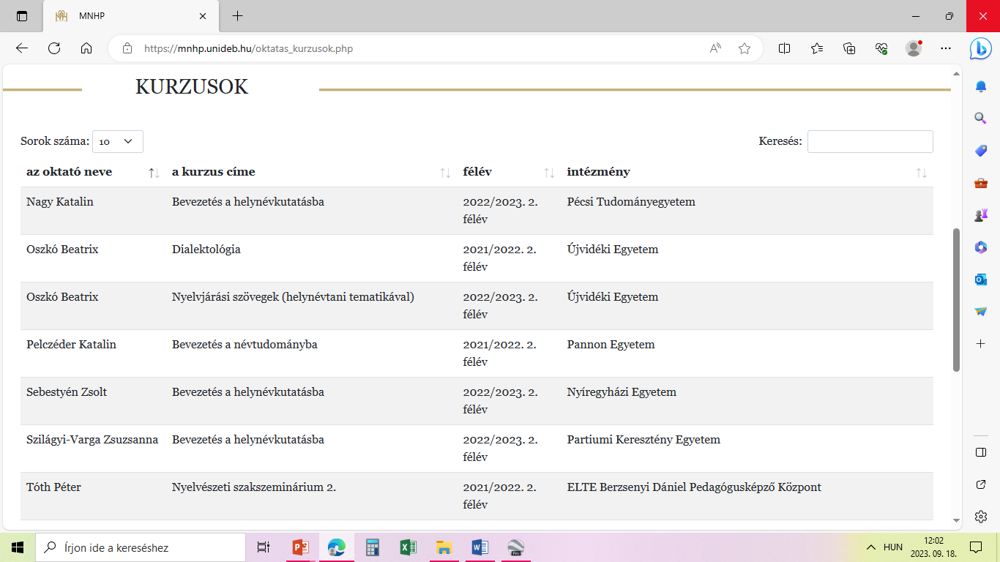 MNHP
https://mnhp.unideb.hu/oktatas_kurzusok.php
KURZUSOK
Sorok száma: 10
Keresés:
az oktató neve a kurzus címe félév intézmény
Nagy Katalin Bevezetés a helynévkutatásba 2022/2023. 2. Pécsi Tudományegyetem
félév
Oszkó Beatrix Dialektológia 2021/2022. 2. Újvidéki Egyetem
félév
Oszkó Beatrix Nyelvjárási szövegek (helynévtani tematikával) 2022/2023. 2. Újvidéki Egyetem
félév
Pelczéder Katalin Bevezetés a névtudományba 2021/2022. 2. Pannon Egyetem
félév
Sebestyén Zsolt Bevezetés a helynévkutatásba 2022/2023. 2. Nyíregyházi Egyetem
félév
Szilágyi-Varga Zsuzsanna Bevezetés a helynévkutatásba 2022/2023. 2. Partiumi Keresztény Egyetem
félév
Tóth Péter Nyelvészeti szakszeminárium 2. 2021/2022. 2. ELTE Berzsenyi Dániel Pedagógusképző Központ
félév
Írjon ide a kereséshez
HUN
12:02
2023. 09. 18.